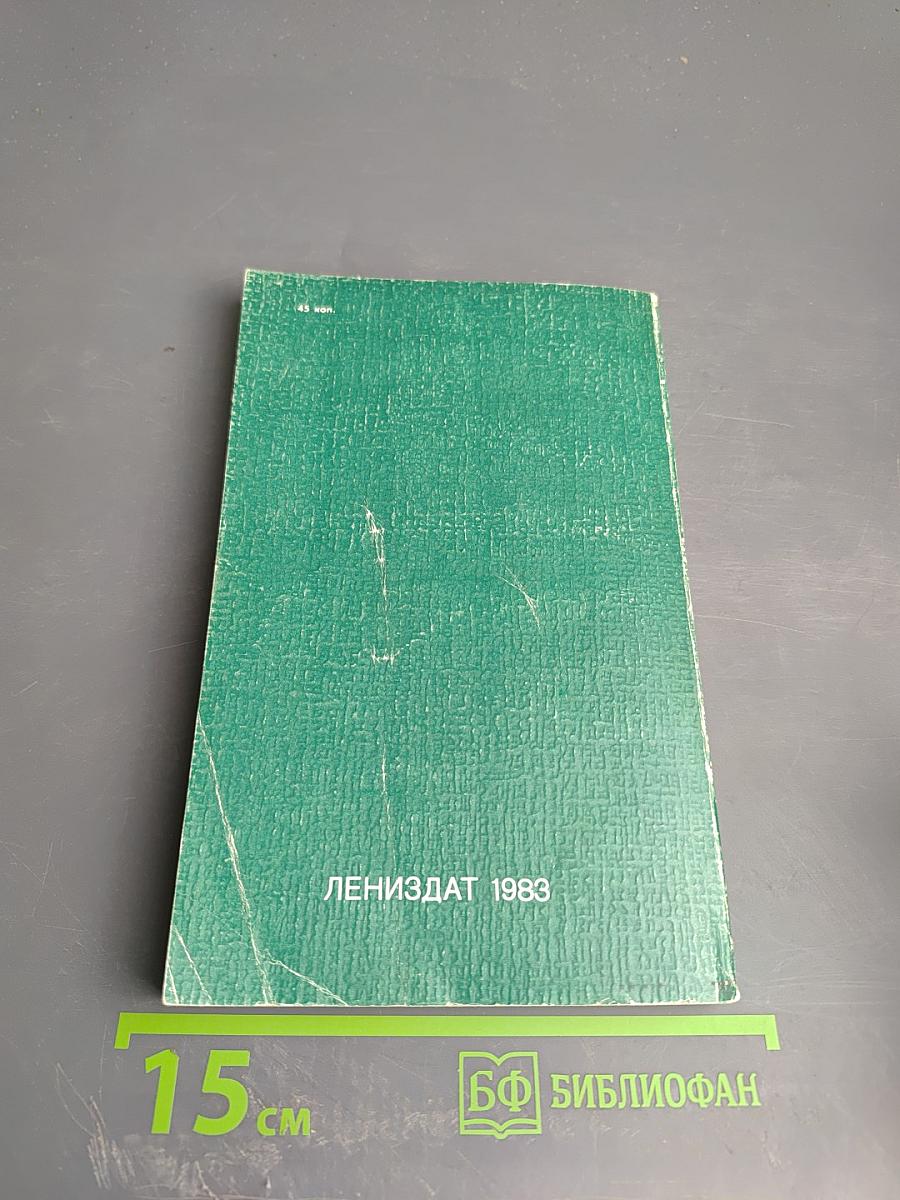 45 коп.
ЛЕНИЗДАТ 1983
15 см
БФ БИБЛИОФАН